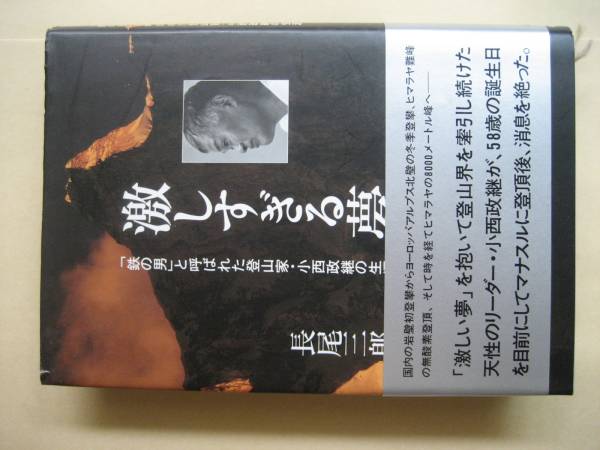 激しすぎる夢
「鉄の男」と呼ばれた登山家・小西政継の生
長尾三郎
国内の岩壁初登攀からヨーロッパアルプス北壁の冬季登攀、ヒマラヤ難峰
の無酸素登頂、そして時を経てヒマラヤの8000メートル峰へ——
「激しい夢」を抱いて登山界を牽引し続けた
天性のリーダー・小西政継が、58歳の誕生日
を目前にしてマナスルに登頂後、消息を絶った。